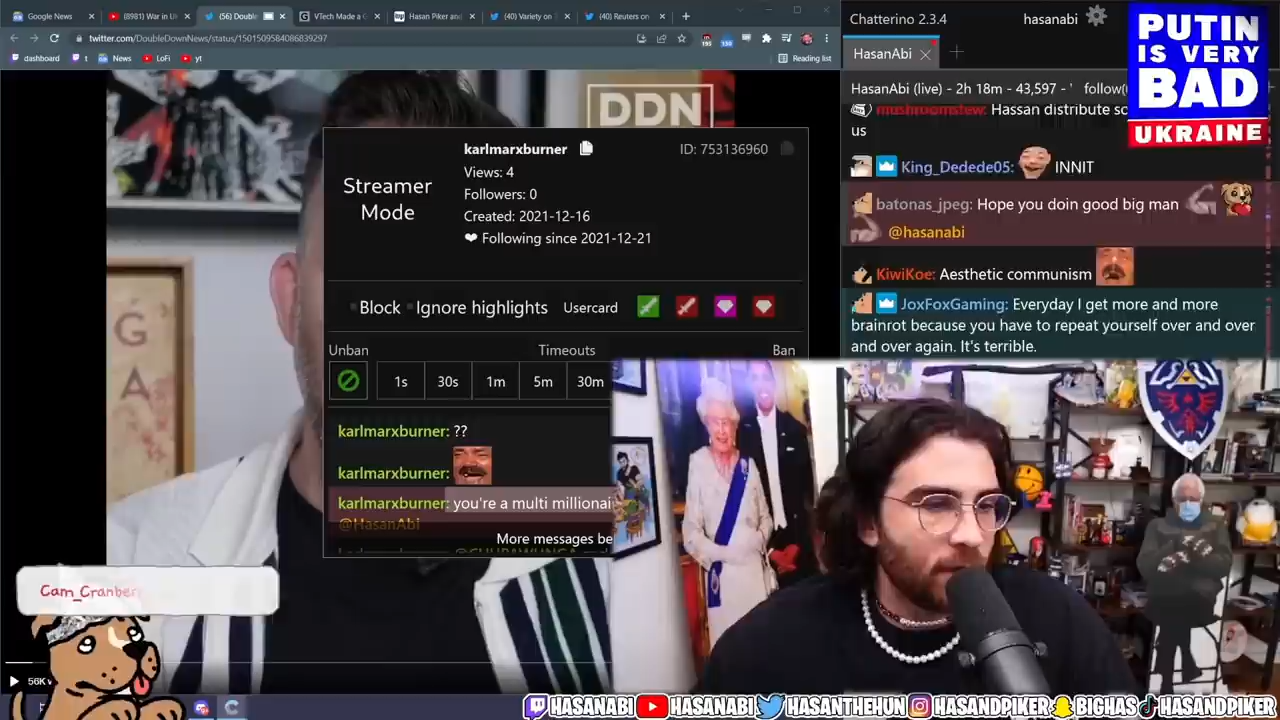 Google News
(8981) War in Uk
(56) Double
VTech Made a G
Hasan Piker and
(40) Variety on
(40) Reuters on
twitter.com/DoubleDownNews/status/1501509584086839297
dashboard
t
News
LoFi
yt
Reading list
DDN
G
A
karlmarxburner
ID: 753136960
Streamer
Mode
Views: 4
Followers: 0
Created: 2021-12-16
Following since 2021-12-21
Block
Ignore highlights
Usercard
Unban
Timeouts
Ban
1s
30s
1m
5m
30m
karlmarxburner: ??
karlmarxburner:
karlmarxburner: you're a multi millionai
@HasanAbi
More messages be
Cam_Cranber
56K
Chatterino 2.3.4
hasanabi
HasanAbi
HasanAbi (live) - 2h 18m - 43,597 -
follow(
mushroomstew: Hassan distribute
us
King_Dedede05: INNIT
batonas_jpeg: Hope you doin good big man
@hasanabi
KiwiKoe: Aesthetic communism
JoxFoxGaming: Everyday I get more and more
brainrot because you have to repeat yourself over and over
and over again. It's terrible.
PUTIN
IS VERY
BAD
UKRAINE
HASANABI
HASANABI
HASANTHEHUN
HASANDPIKER
BIGHAS
HASANDPIKER